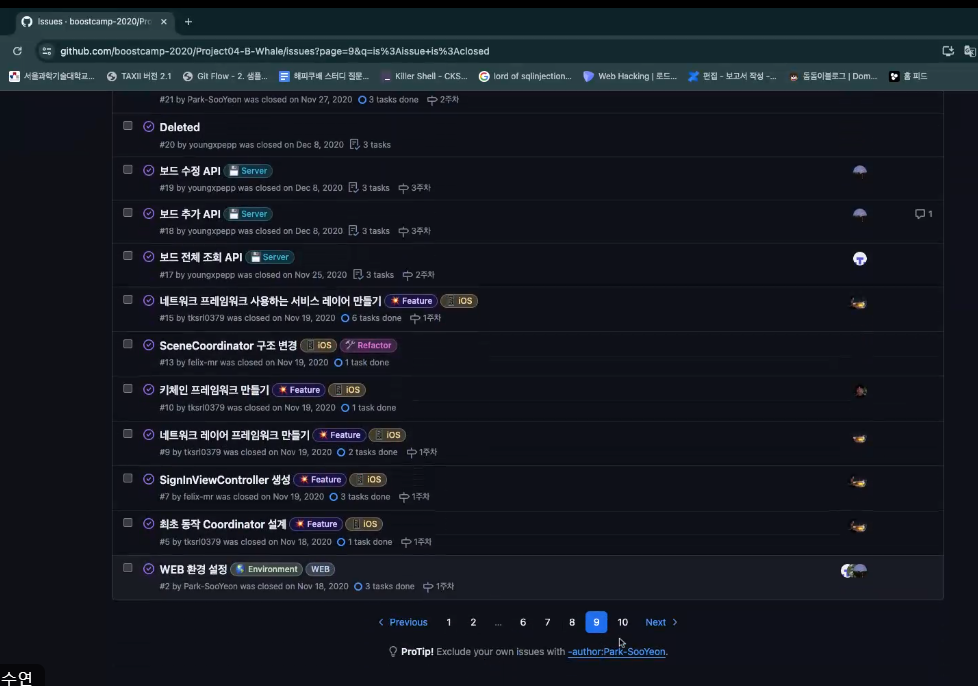 Issues · boostcamp-2020/Pro
github.com/boostcamp-2020/Project04-B-Whale/issues?page=9&q=is%3Aissue+is%3Aclosed
서울과학기술대학교... TAXII 버전 2.1 Git Flow - 2. 샘플... 해피쿠배 스터디 질문... Killer Shell - CKS... lord of sqlinjection... Web Hacking | 로드... 편집 - 보고서 작성 -... 돔돔이블로그 | Dom... 홈 피드
#21 by Park-SooYeon was closed on Nov 27, 2020 3 tasks done 2주차
Deleted
#20 by youngxpepp was closed on Dec 8, 2020 3 tasks
보드 수정 API Server
#19 by youngxpepp was closed on Dec 8, 2020 3 tasks 3주차
보드 추가 API Server 1
#18 by youngxpepp was closed on Dec 8, 2020 3 tasks 3주차
보드 전체 조회 API Server
#17 by youngxpepp was closed on Nov 25, 2020 3 tasks 2주차
네트워크 프레임워크 사용하는 서비스 레이어 만들기 Feature iOS
#15 by tksrl0379 was closed on Nov 19, 2020 6 tasks done 1주차
SceneCoordinator 구조 변경 iOS Refactor
#13 by felix-mr was closed on Nov 19, 2020 1 task done
키체인 프레임워크 만들기 Feature iOS
#10 by tksrl0379 was closed on Nov 19, 2020 1 task done
네트워크 레이어 프레임워크 만들기 Feature iOS
#9 by tksrl0379 was closed on Nov 19, 2020 2 tasks done 1주차
SignInViewController 생성 Feature iOS
#7 by felix-mr was closed on Nov 19, 2020 3 tasks done 1주차
최초 동작 Coordinator 설계 Feature iOS
#5 by tksrl0379 was closed on Nov 18, 2020 1 task done 1주차
WEB 환경 설정 Environment WEB
#2 by Park-SooYeon was closed on Nov 18, 2020 3 tasks done 1주차
Previous 1 2 ... 6 7 8 9 10 Next
ProTip! Exclude your own issues with -author:Park-SooYeon.
수연